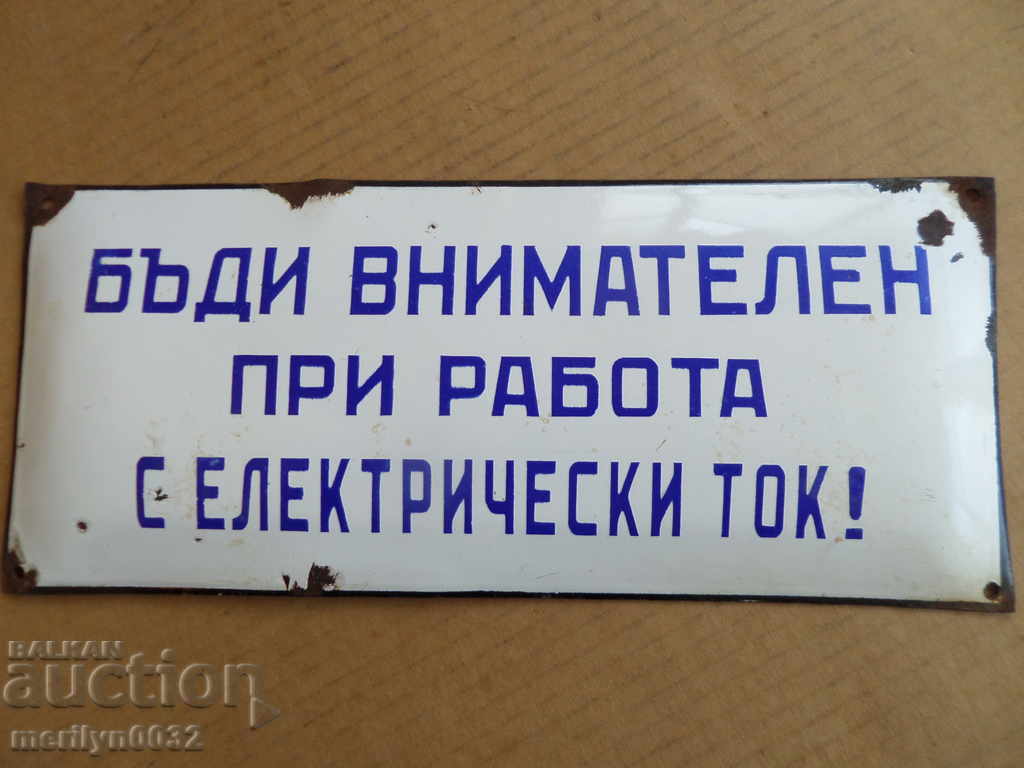 БЪДИ ВНИМАТЕЛЕН
ПРИ РАБОТА
С ЕЛЕКТРИЧЕСКИ ТОК!
BALKAN
auction
merilyn0032